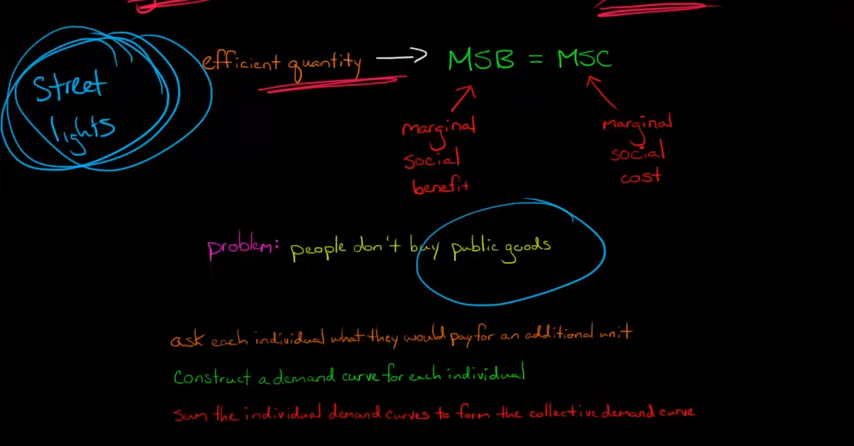 Street
lights
efficient quantity → MSB = MSC
marginal
social
benefit
marginal
social
cost
problem: people don't buy public goods
ask each individual what they would pay for an additional unit
construct a demand curve for each individual
sum the individual demand curves to form the collective demand curve